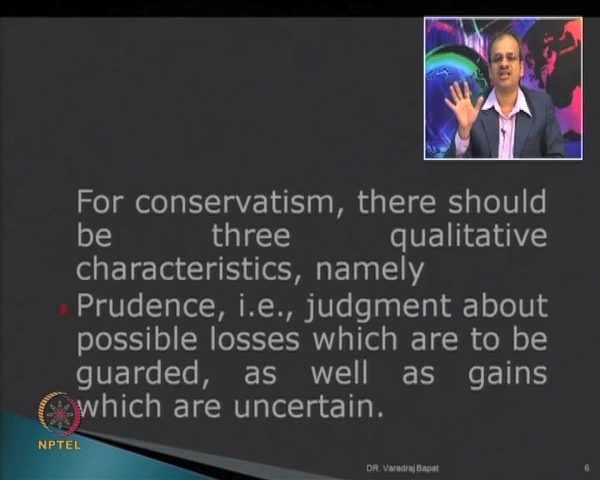 For conservatism, there should
be three qualitative
characteristics, namely
Prudence, i.e., judgment about
possible losses which are to be
guarded, as well as gains
which are uncertain.
NPTEL
DR. Varadraj Bapat
6